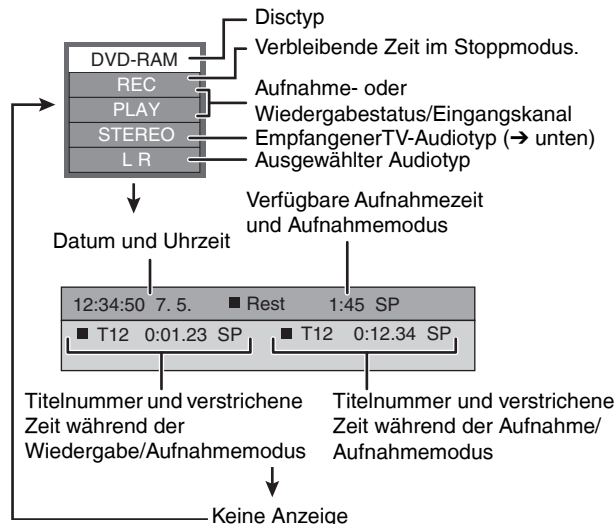 Disctyp
DVD-RAM
Verbleibende Zeit im Stoppmodus.
REC
Aufnahme- oder
PLAY
Wiedergabestatus/Eingangskanal
STEREO
EmpfangenerTV-Audiotyp (➔ unten)
L R
Ausgewählter Audiotyp
Verfügbare Aufnahmezeit
und Aufnahmemodus
Datum und Uhrzeit
12:34:50 7. 5. ■ Rest 1:45 SP
■ T12 0:01.23 SP ■ T12 0:12.34 SP
Titelnummer und verstrichene
Zeit während der
Wiedergabe/Aufnahmemodus
Titelnummer und verstrichene
Zeit während der Aufnahme/
Aufnahmemodus
Keine Anzeige